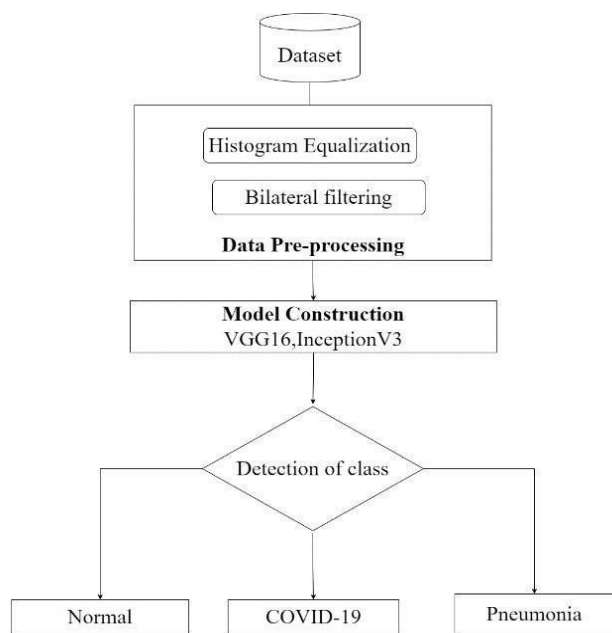 Dataset
Histogram Equalization
Bilateral filtering
Data Pre-processing
Model Construction
VGG16,InceptionV3
Detection of class
Normal
COVID-19
Pneumonia